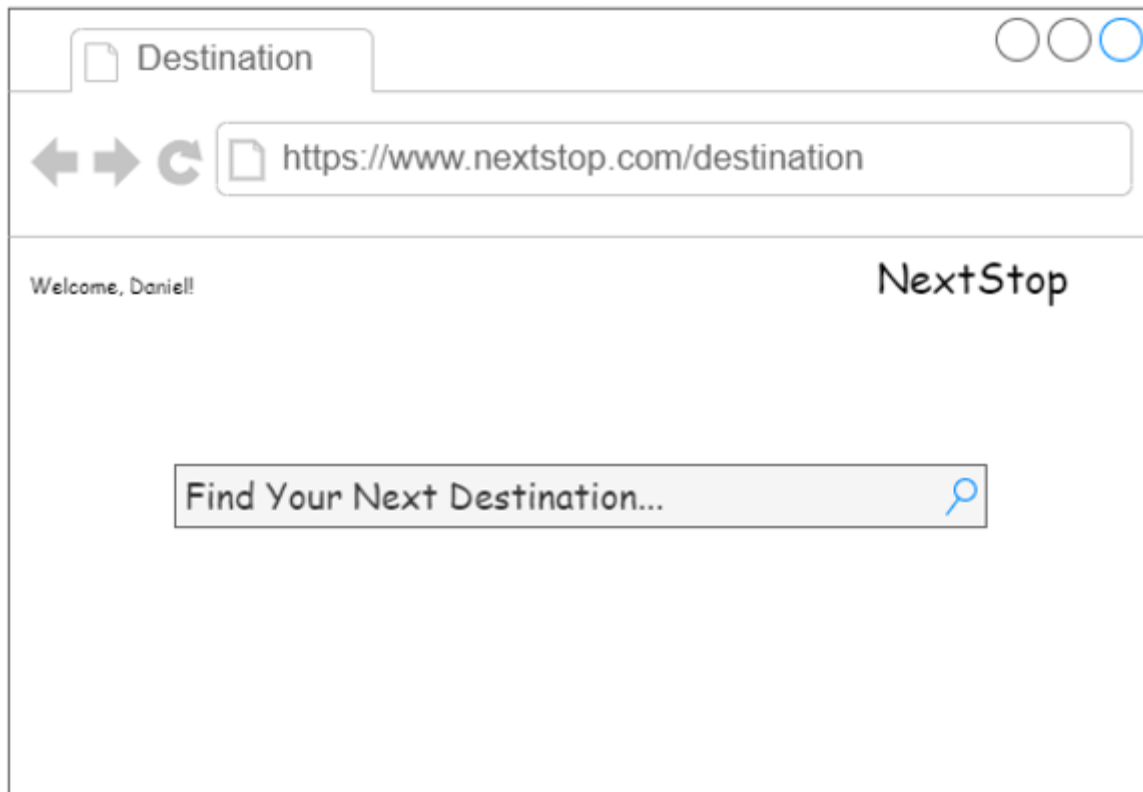 Destination
https://www.nextstop.com/destination
Welcome, Daniel!
NextStop
Find Your Next Destination...